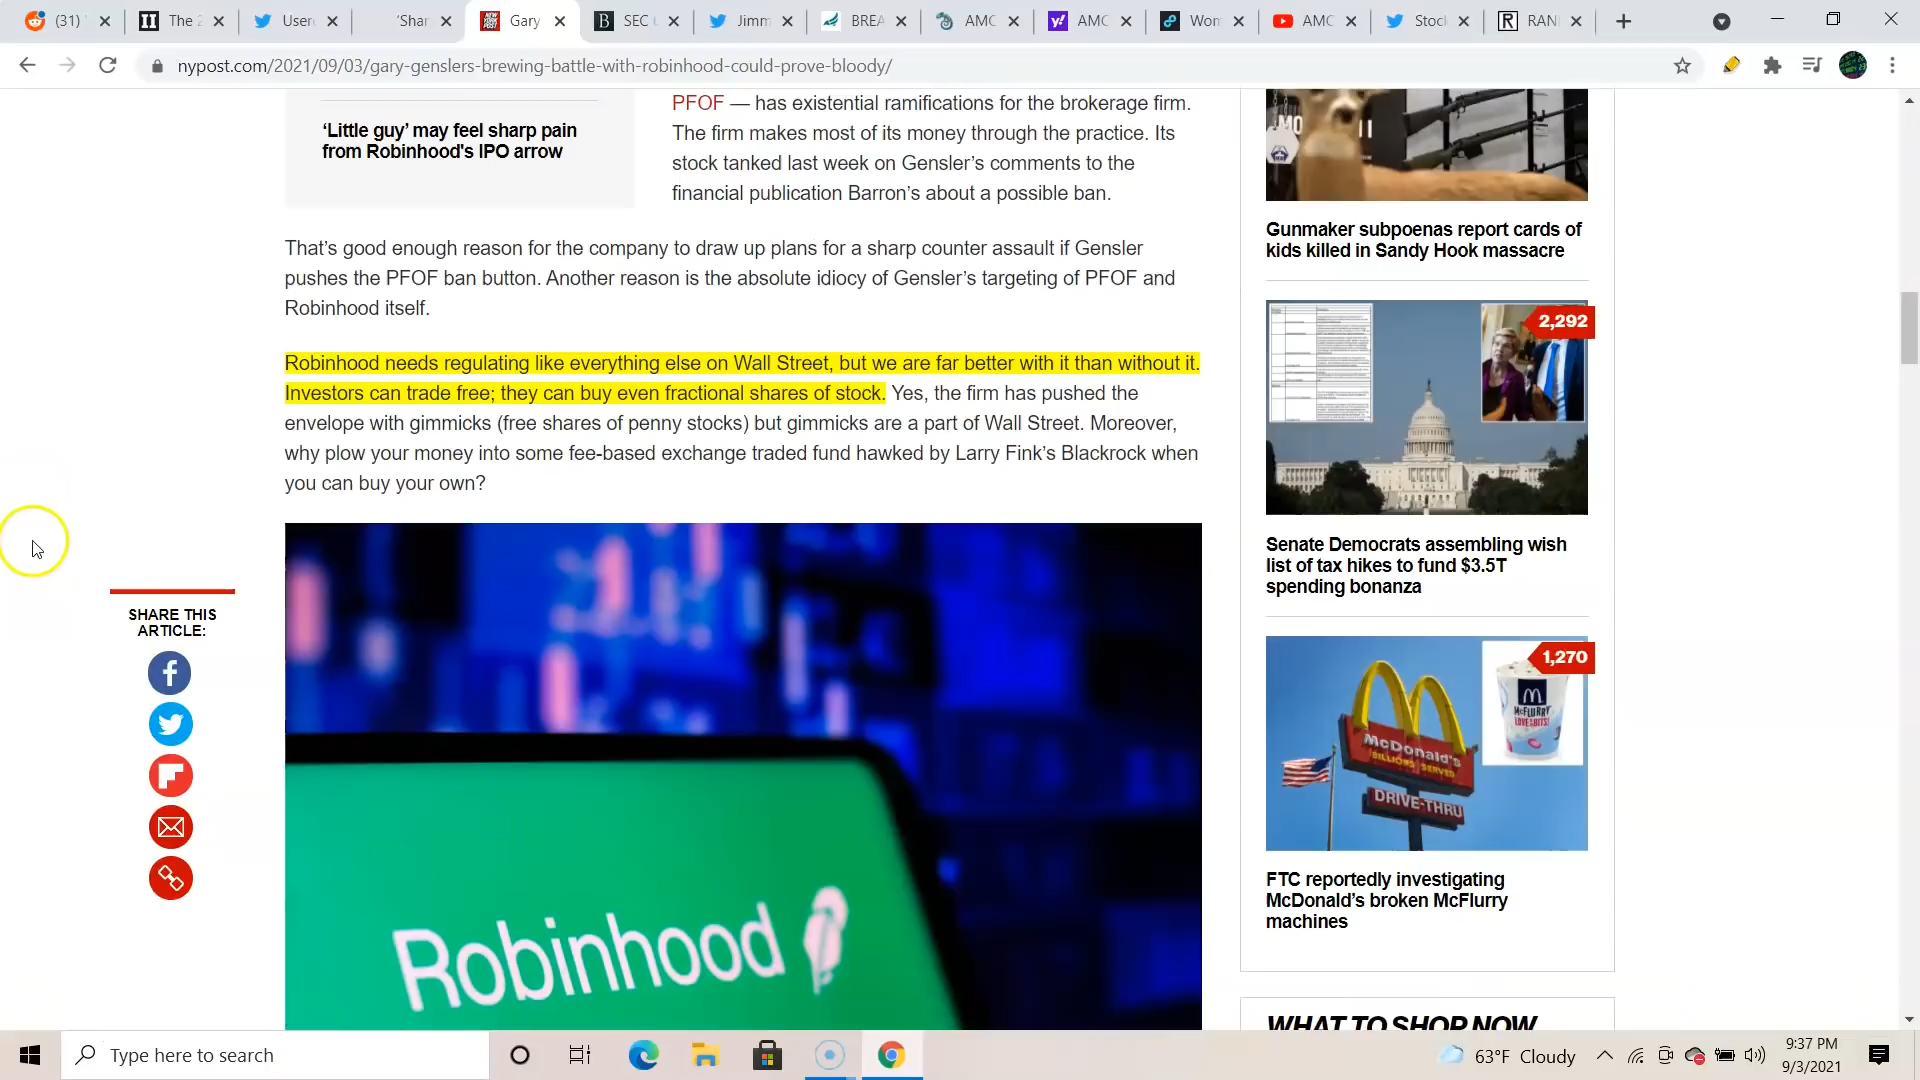 (31)
The 2
User
'Shar
Gary
SEC
Jimm
BREA
AMC
AMC
Won
AMC
Stoc
RAN
nypost.com/2021/09/03/gary-genslers-brewing-battle-with-robinhood-could-prove-bloody/
'Little guy' may feel sharp pain
from Robinhood's IPO arrow
PFOF — has existential ramifications for the brokerage firm.
The firm makes most of its money through the practice. Its
stock tanked last week on Gensler's comments to the
financial publication Barron's about a possible ban.
That's good enough reason for the company to draw up plans for a sharp counter assault if Gensler
pushes the PFOF ban button. Another reason is the absolute idiocy of Gensler's targeting of PFOF and
Robinhood itself.
Robinhood needs regulating like everything else on Wall Street, but we are far better with it than without it.
Investors can trade free; they can buy even fractional shares of stock. Yes, the firm has pushed the
envelope with gimmicks (free shares of penny stocks) but gimmicks are a part of Wall Street. Moreover,
why plow your money into some fee-based exchange traded fund hawked by Larry Fink's Blackrock when
you can buy your own?
SHARE THIS
ARTICLE:
Robinhood
MO
Gunmaker subpoenas report cards of
kids killed in Sandy Hook massacre
2,292
Senate Democrats assembling wish
list of tax hikes to fund $3.5T
spending bonanza
1,270
McDonald's
BILLIONS SERVED
DRIVE-THRU
McFLURRY
FTC reportedly investigating
McDonald's broken McFlurry
machines
WHAT TO SHOP NOW
Type here to search
63°F Cloudy
9:37 PM
9/3/2021